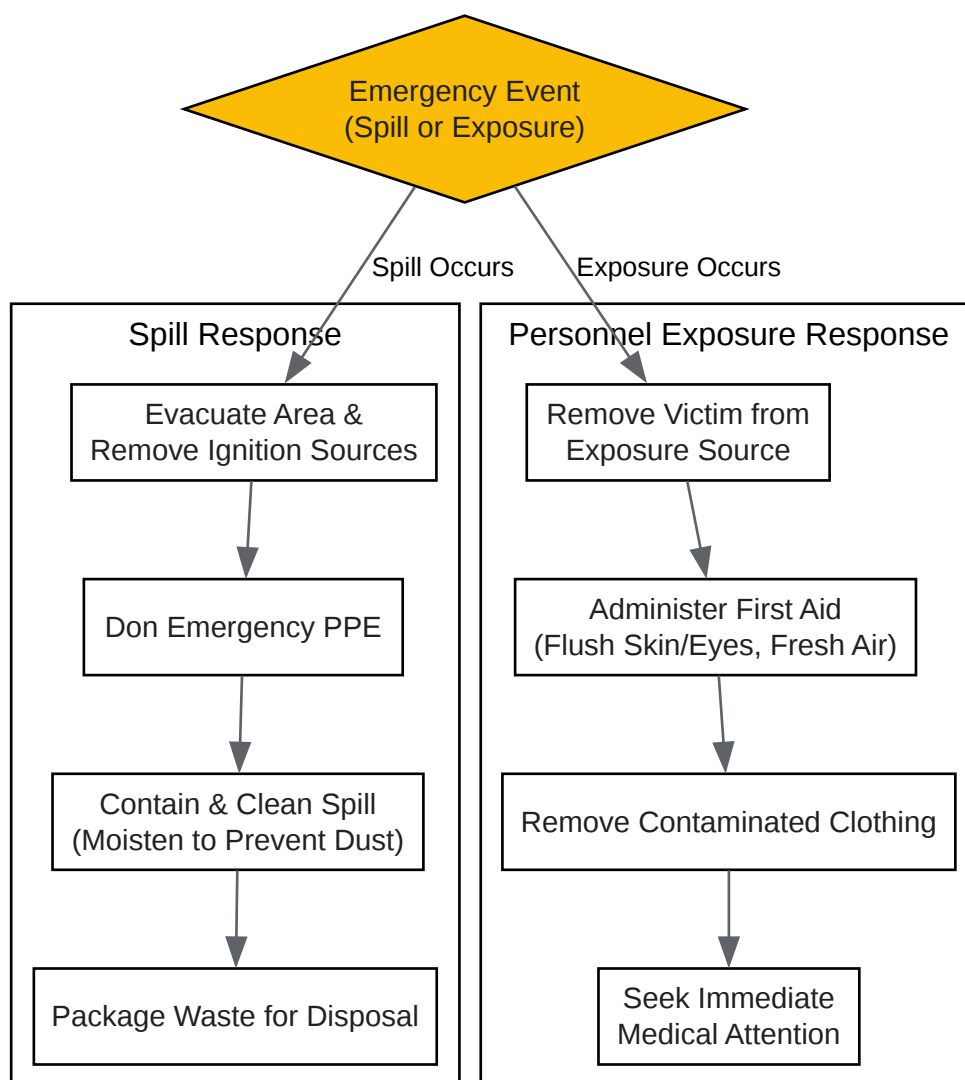 Emergency Event
(Spill or Exposure)
Spill Occurs
Exposure Occurs
Spill Response
Evacuate Area &
Remove Ignition Sources
Don Emergency PPE
Contain & Clean Spill
(Moisten to Prevent Dust)
Package Waste for Disposal
Personnel Exposure Response
Remove Victim from
Exposure Source
Administer First Aid
(Flush Skin/Eyes, Fresh Air)
Remove Contaminated Clothing
Seek Immediate
Medical Attention